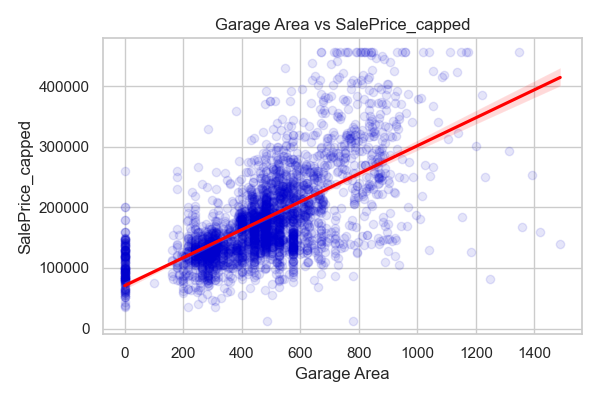 Garage Area vs SalePrice_capped
SalePrice_capped
400000
300000
200000
100000
0
0 200 400 600 800 1000 1200 1400
Garage Area